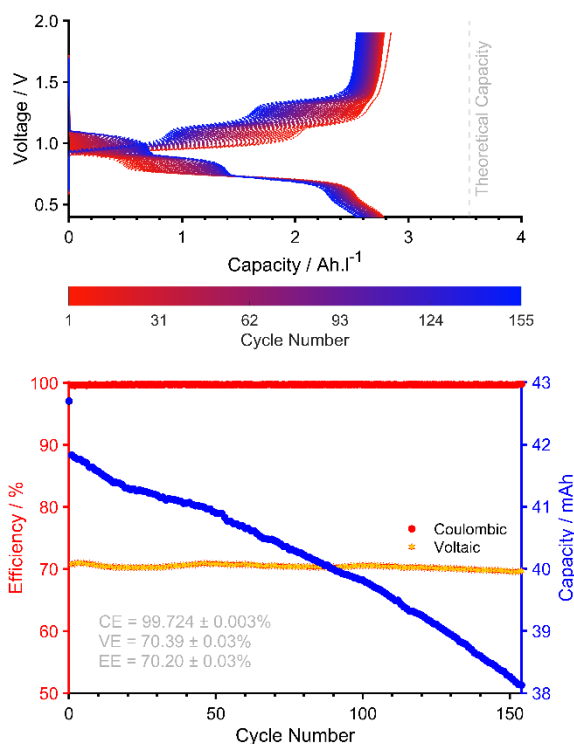 2.0
1.5
1.0
0.5
Voltage / V
Theoretical Capacity
0 1 2 3 4
Capacity / Ah.l⁻¹
1 31 62 93 124 155
Cycle Number
100
90
80
70
60
50
Efficiency / %
43
42
41
40
39
38
Capacity / mAh
Coulombic
Voltaic
CE = 99.724 ± 0.003%
VE = 70.39 ± 0.03%
EE = 70.20 ± 0.03%
0 50 100 150
Cycle Number